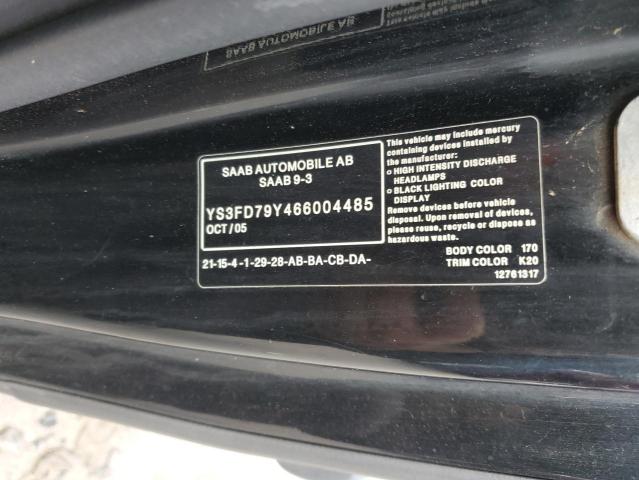 SAAB AUTOMOBILE AB
SAAB AUTOMOBILE AB
SAAB 9-3
YS3FD79Y466004485
OCT/05
21-15-4-1-29-28-AB-BA-CB-DA-
This vehicle may include mercury
containing devices installed by
the manufacturer:
○ HIGH INTENSITY DISCHARGE
HEADLAMPS
○ BLACK LIGHTING COLOR
DISPLAY
Remove devices before vehicle
disposal. Upon removal of devices,
please reuse, recycle or dispose as
hazardous waste.
BODY COLOR 170
TRIM COLOR K20
12761317